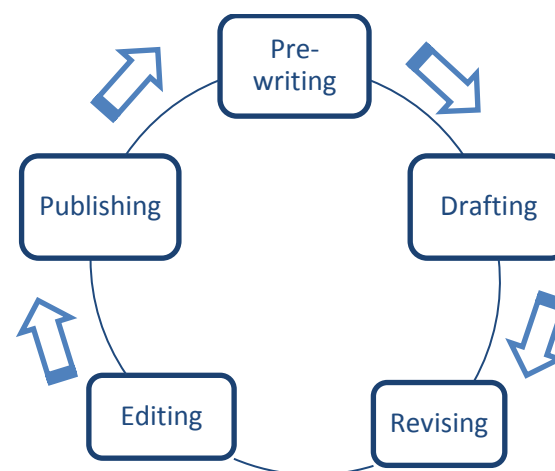 Pre-
writing
Publishing
Drafting
Editing
Revising